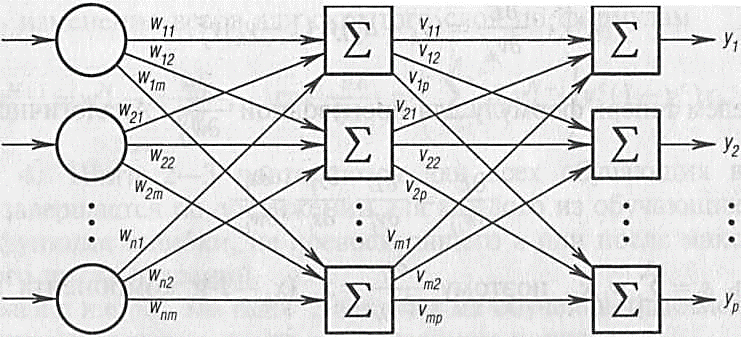 w11 Σ v11 Σ y1
w12 v12
w1m v1p
w21 v21
Σ Σ y2
w22 v22
w2m v2p
wn1 vm1
wn2 Σ vm2 Σ yp
wnm vmp